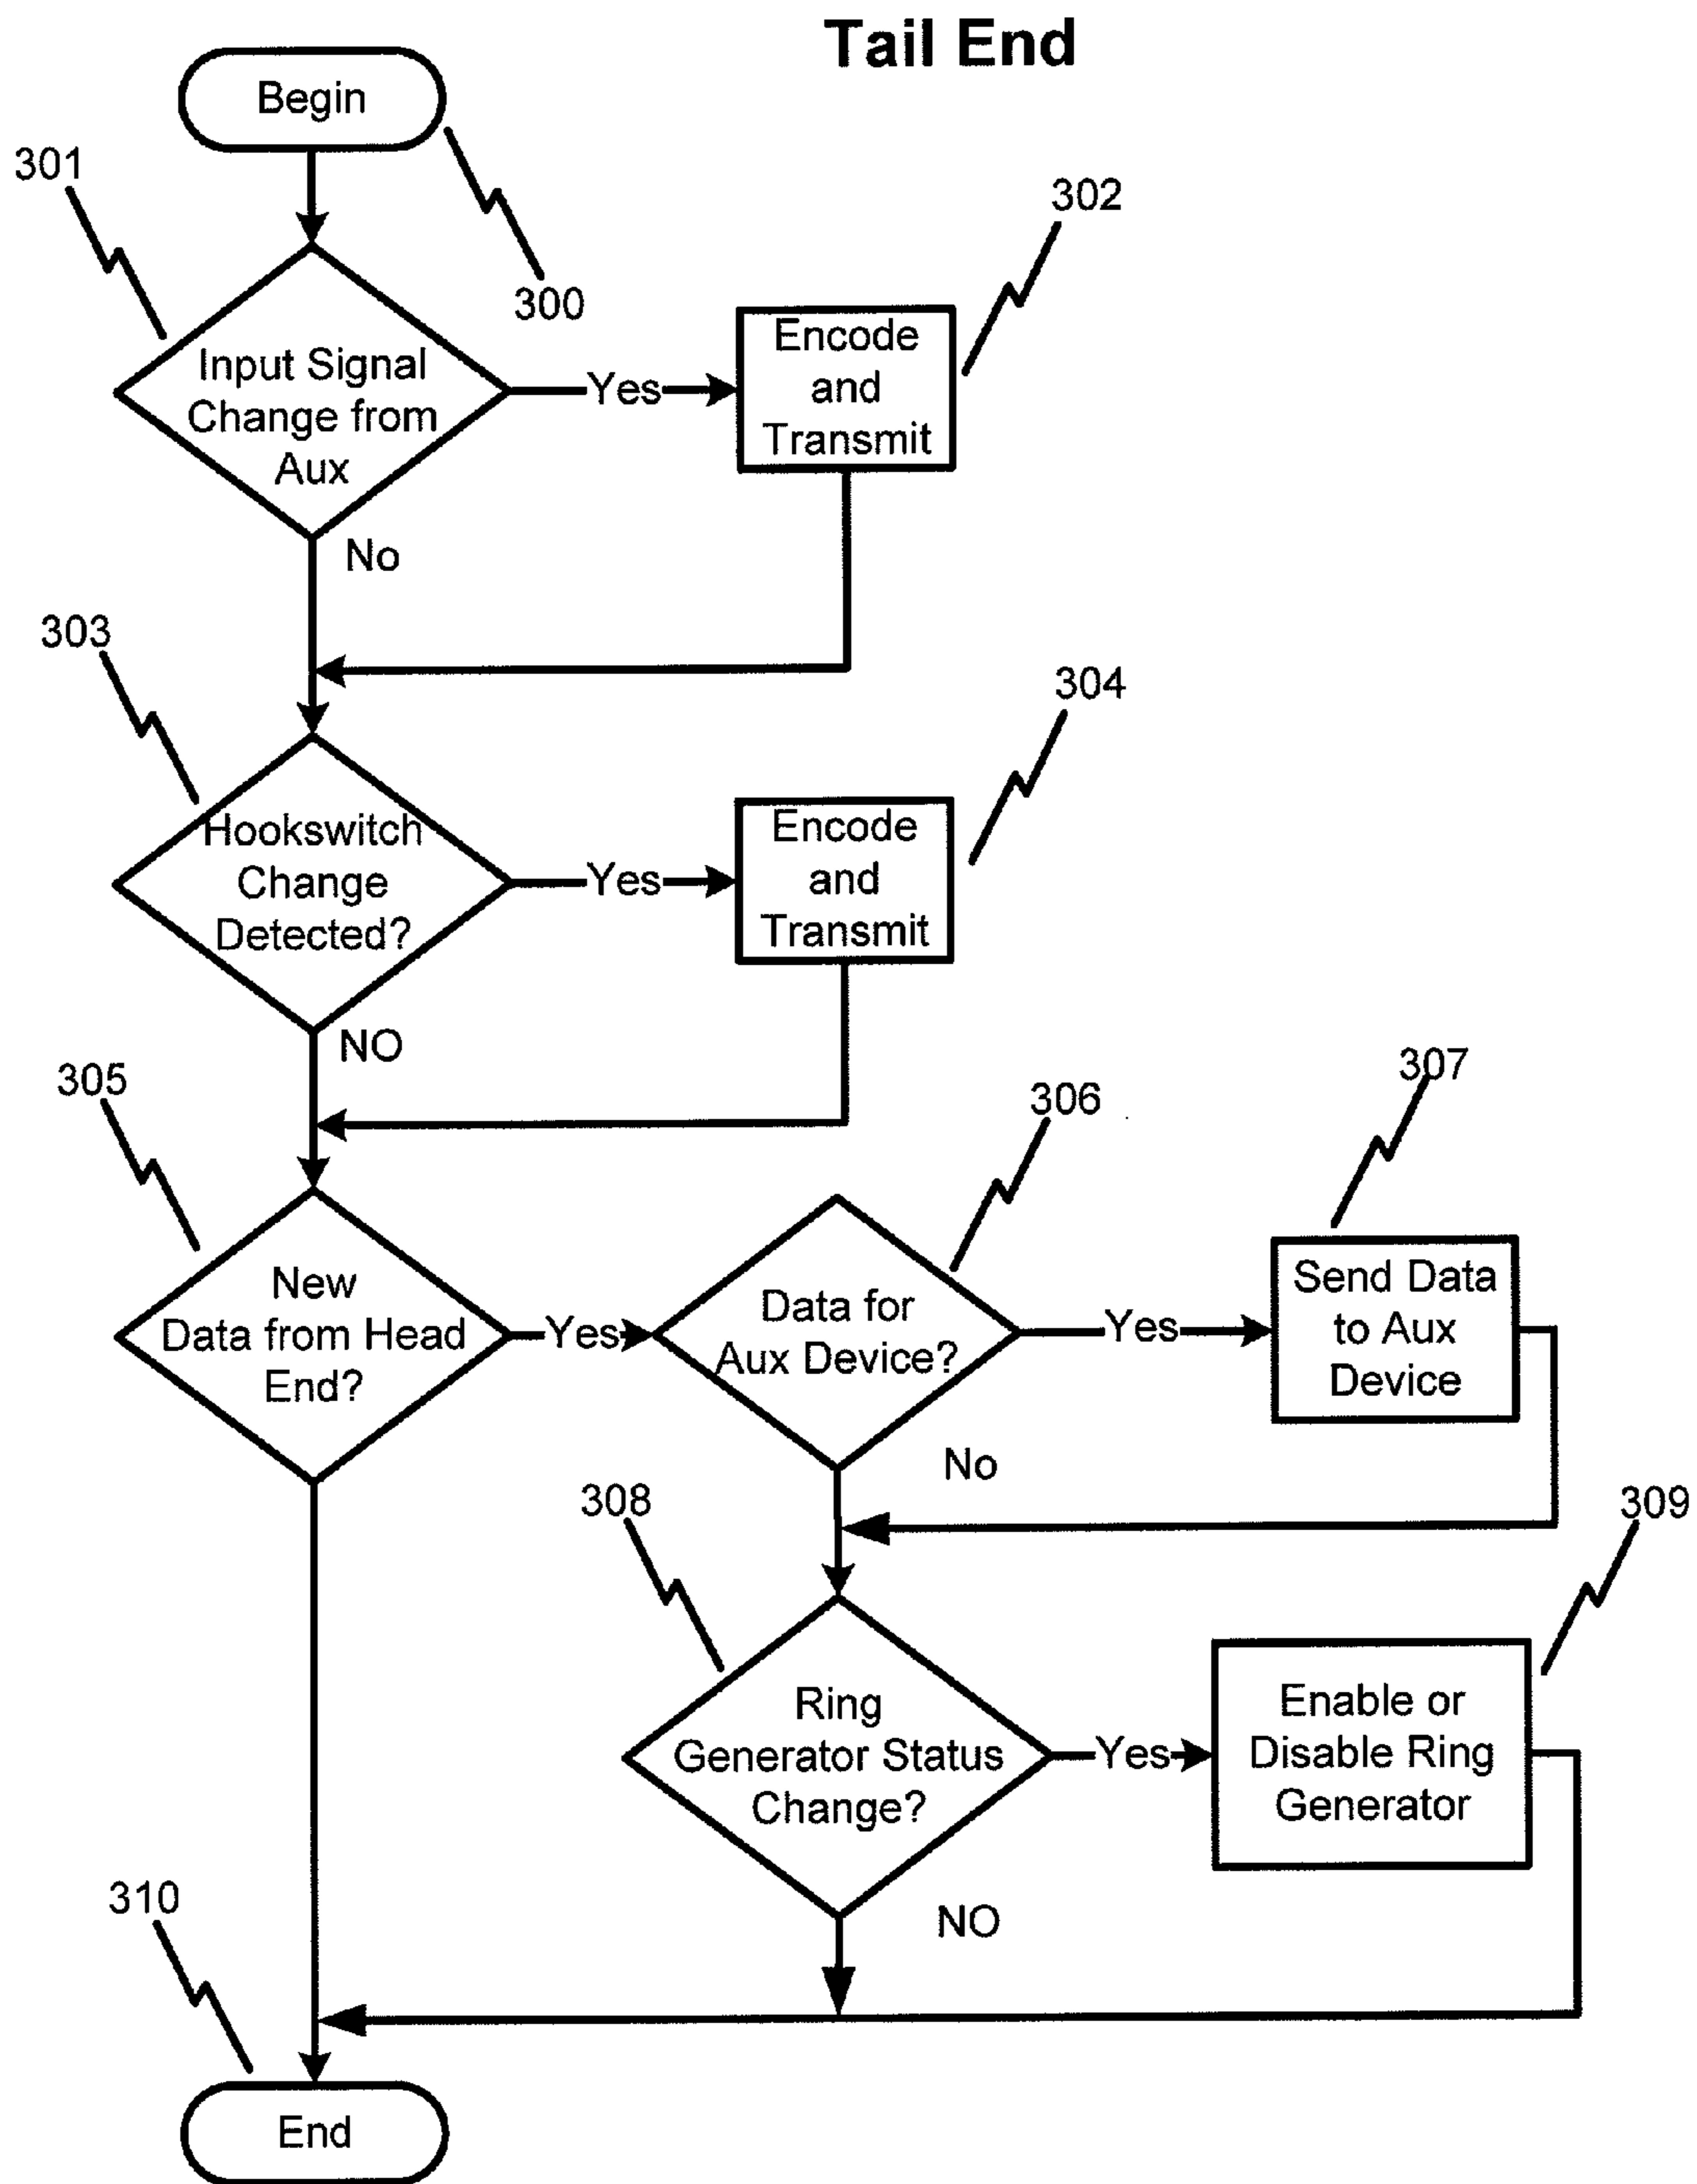 Tail End
Begin
301
300
302
Input Signal
Change from
Aux
Yes
Encode
and
Transmit
No
303
304
Hookswitch
Change
Detected?
Yes
Encode
and
Transmit
NO
305
306
307
New
Data from Head
End?
Yes
Data for
Aux Device?
Yes
Send Data
to Aux
Device
No
308
309
Ring
Generator Status
Change?
Yes
Enable or
Disable Ring
Generator
NO
310
End